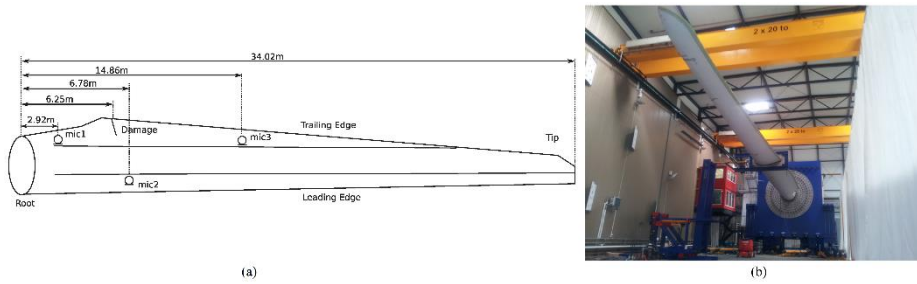 34.02m
14.86m
6.78m
6.25m
2.92m
mic1
Damage
mic3
Trailing Edge
Tip
mic2
Root
Leading Edge
(a)
2 x 20 to
(b)